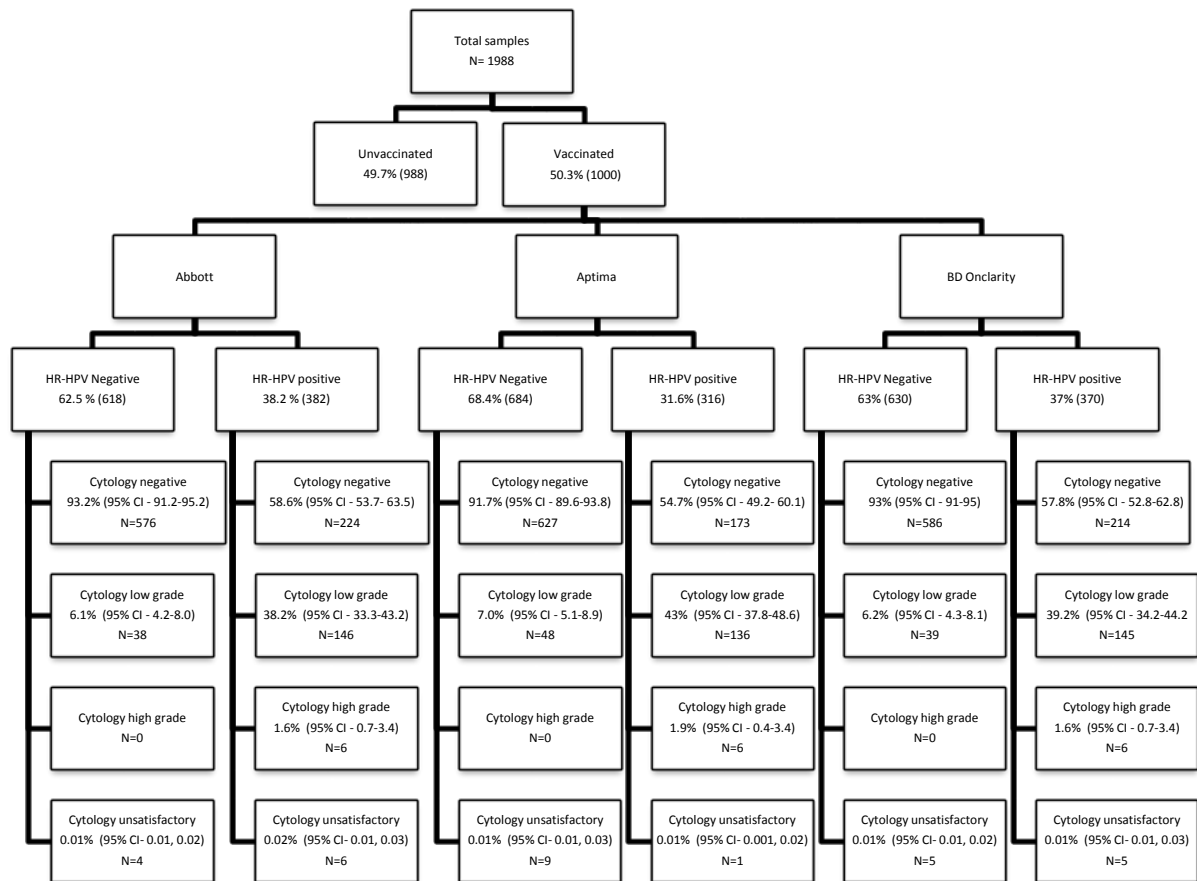 Total samples
N= 1988
Unvaccinated
49.7% (988)
Vaccinated
50.3% (1000)
Abbott
Aptima
BD Onclarity
HR-HPV Negative
62.5 % (618)
HR-HPV positive
38.2 % (382)
HR-HPV Negative
68.4% (684)
HR-HPV positive
31.6% (316)
HR-HPV Negative
63% (630)
HR-HPV positive
37% (370)
Cytology negative
93.2% (95% CI - 91.2-95.2)
N=576
Cytology negative
58.6% (95% CI - 53.7- 63.5)
N=224
Cytology negative
91.7% (95% CI - 89.6-93.8)
N=627
Cytology negative
54.7% (95% CI - 49.2- 60.1)
N=173
Cytology negative
93% (95% CI - 91-95)
N=586
Cytology negative
57.8% (95% CI - 52.8-62.8)
N=214
Cytology low grade
6.1% (95% CI - 4.2-8.0)
N=38
Cytology low grade
38.2% (95% CI - 33.3-43.2)
N=146
Cytology low grade
7.0% (95% CI - 5.1-8.9)
N=48
Cytology low grade
43% (95% CI - 37.8-48.6)
N=136
Cytology low grade
6.2% (95% CI - 4.3-8.1)
N=39
Cytology low grade
39.2% (95% CI - 34.2-44.2
N=145
Cytology high grade
N=0
Cytology high grade
1.6% (95% CI - 0.7-3.4)
N=6
Cytology high grade
N=0
Cytology high grade
1.9% (95% CI - 0.4-3.4)
N=6
Cytology high grade
N=0
Cytology high grade
1.6% (95% CI - 0.7-3.4)
N=6
Cytology unsatisfactory
0.01% (95% CI- 0.01, 0.02)
N=4
Cytology unsatisfactory
0.02% (95% CI- 0.01, 0.03)
N=6
Cytology unsatisfactory
0.01% (95% CI- 0.01, 0.03)
N=9
Cytology unsatisfactory
0.01% (95% CI- 0.001, 0.02)
N=1
Cytology unsatisfactory
0.01% (95% CI- 0.01, 0.02)
N=5
Cytology unsatisfactory
0.01% (95% CI- 0.01, 0.03)
N=5